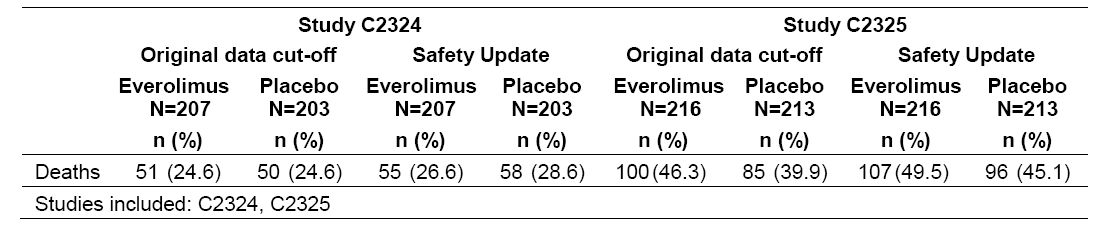 Study C2324 Study C2325
Original data cut-off Safety Update Original data cut-off Safety Update
Everolimus Placebo Everolimus Placebo Everolimus Placebo Everolimus Placebo
N=207 N=203 N=207 N=203 N=216 N=213 N=216 N=213
n (%) n (%) n (%) n (%) n (%) n (%) n (%) n (%)
Deaths 51 (24.6) 50 (24.6) 55 (26.6) 58 (28.6) 100(46.3) 85 (39.9) 107(49.5) 96 (45.1)
Studies included: C2324, C2325